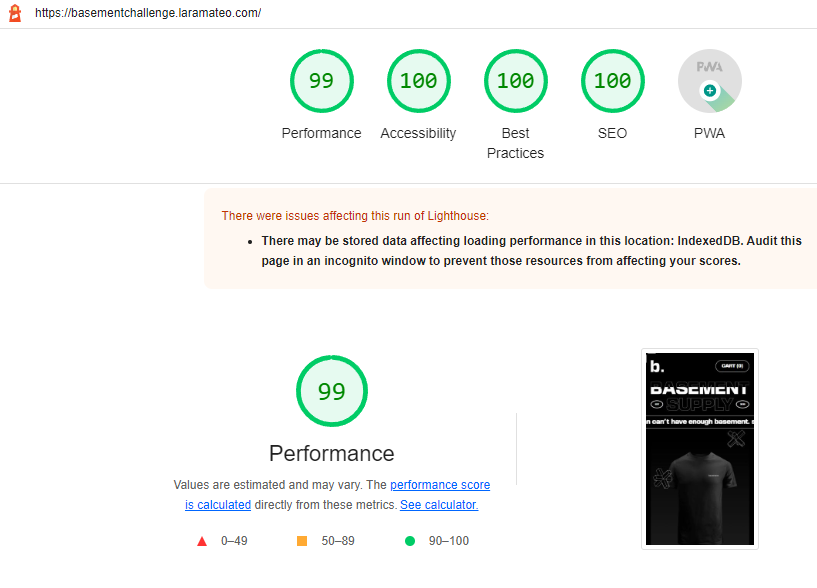 https://basementchallenge.laramateo.com/
99
100
100
100
PWA
Performance
Accessibility
Best
Practices
SEO
PWA
There were issues affecting this run of Lighthouse:
• There may be stored data affecting loading performance in this location: IndexedDB. Audit this
page in an incognito window to prevent those resources from affecting your scores.
99
Performance
Values are estimated and may vary. The performance score
is calculated directly from these metrics. See calculator.
0–49
50–89
90–100
b.
CART (0)
BASEMENT
SUPPLY
n can't have enough basement.